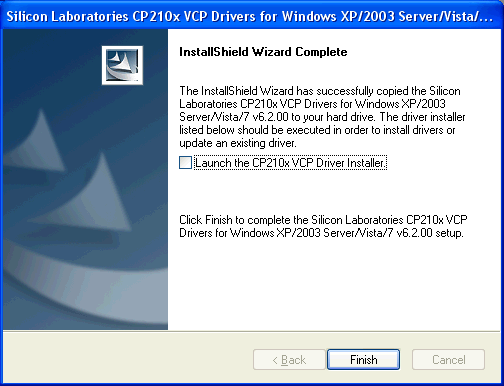 Silicon Laboratories CP210x VCP Drivers for Windows XP/2003 Server/Vista/...
InstallShield Wizard Complete
The InstallShield Wizard has successfully copied the Silicon
Laboratories CP210x VCP Drivers for Windows XP/2003
Server/Vista/7 v6.2.00 to your hard drive. The driver installer
listed below should be executed in order to install drivers or
update an existing driver.
Launch the CP210x VCP Driver Installer.
Click Finish to complete the Silicon Laboratories CP210x VCP
Drivers for Windows XP/2003 Server/Vista/7 v6.2.00 setup.
< Back
Finish
Cancel